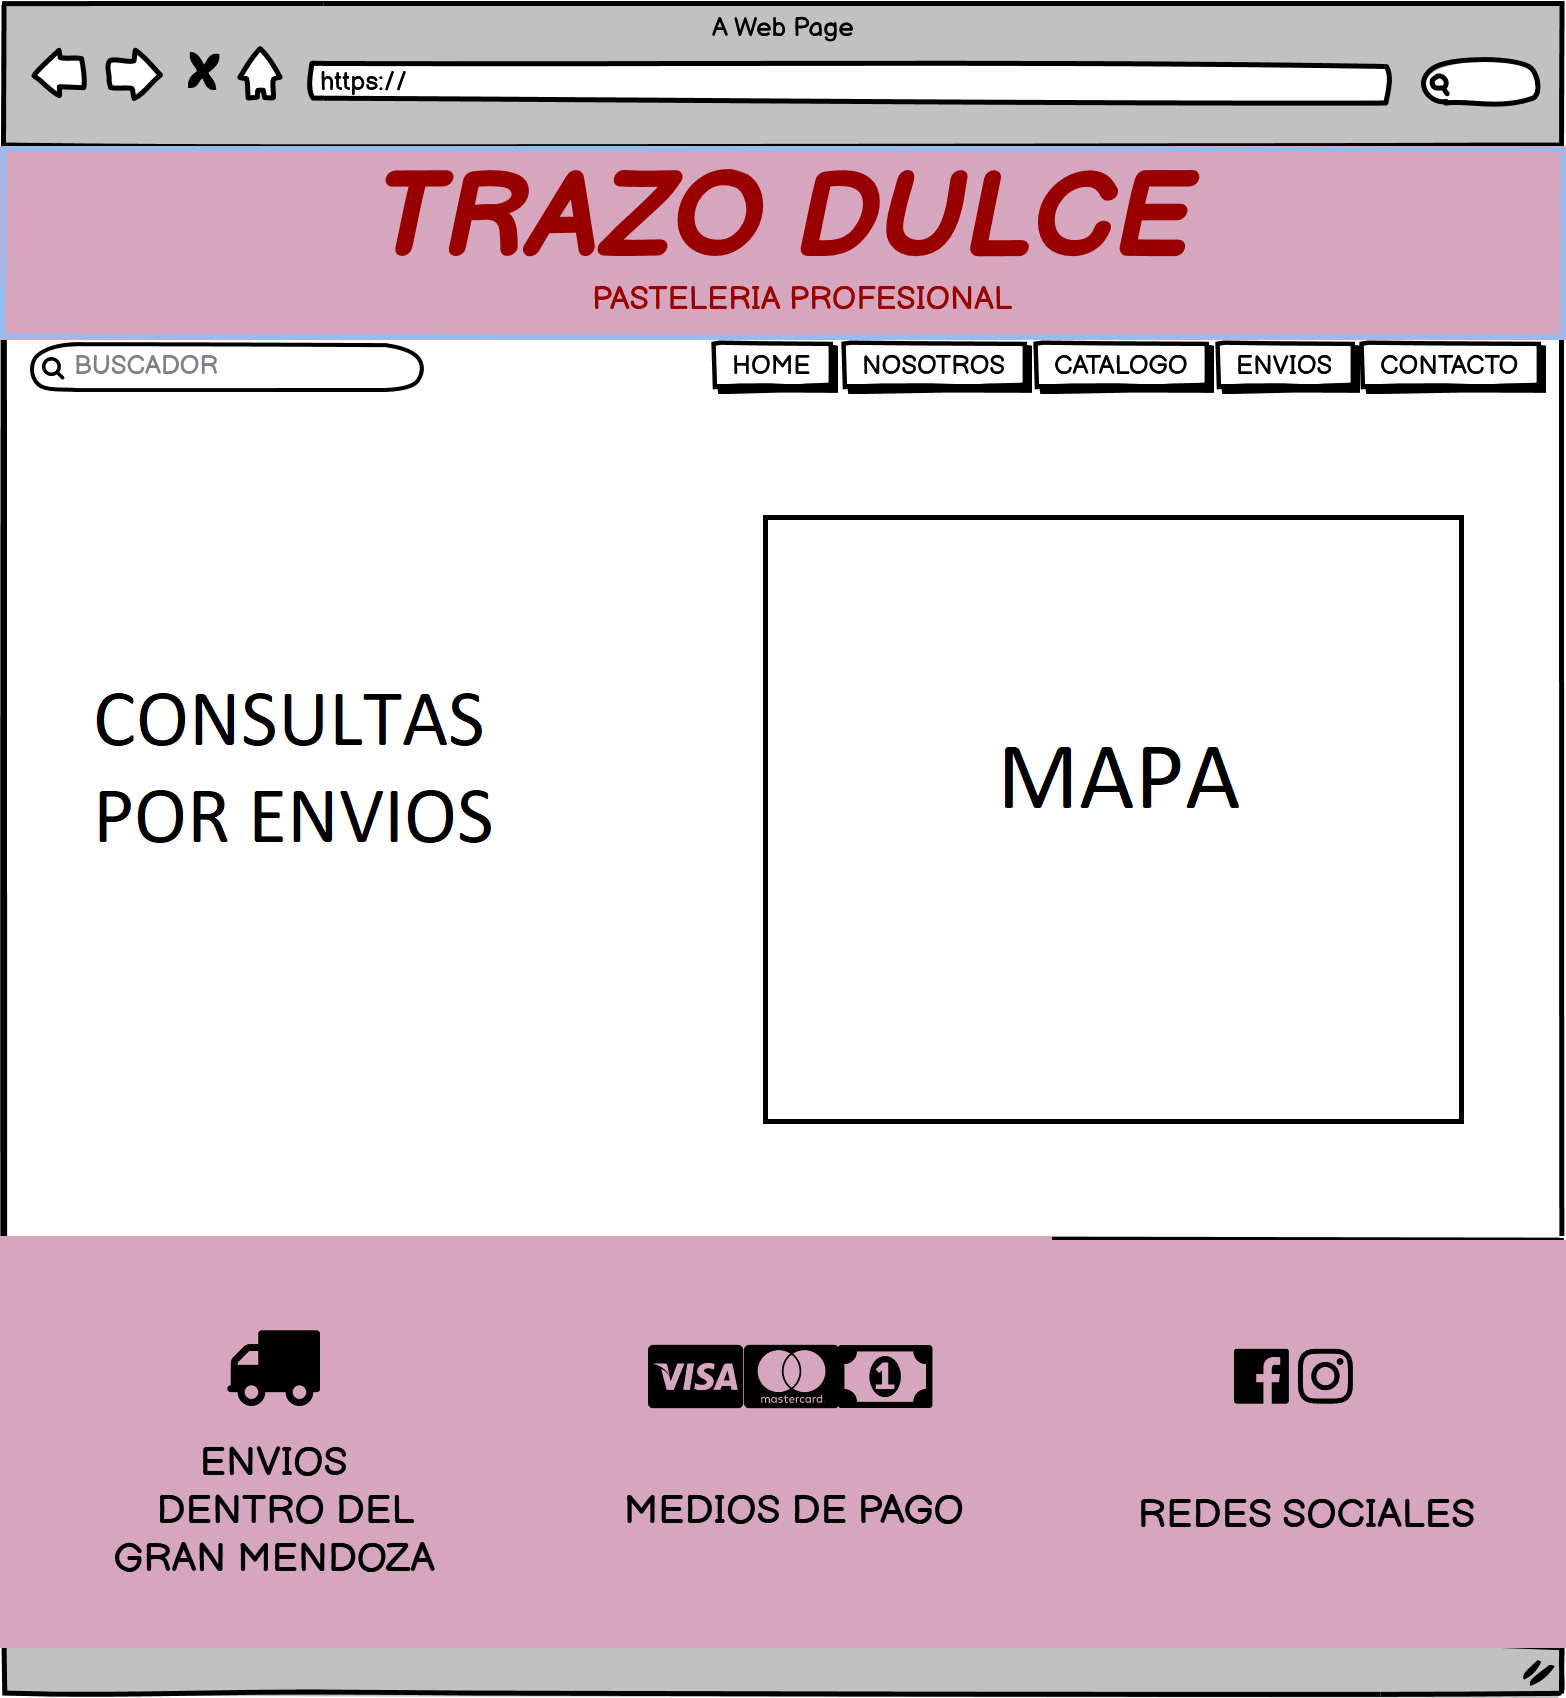 A Web Page
https://
TRAZO DULCE
PASTELERIA PROFESIONAL
BUSCADOR
HOME
NOSOTROS
CATALOGO
ENVIOS
CONTACTO
CONSULTAS
POR ENVIOS
MAPA
VISA
mastercard
1
ENVIOS
DENTRO DEL
GRAN MENDOZA
MEDIOS DE PAGO
REDES SOCIALES